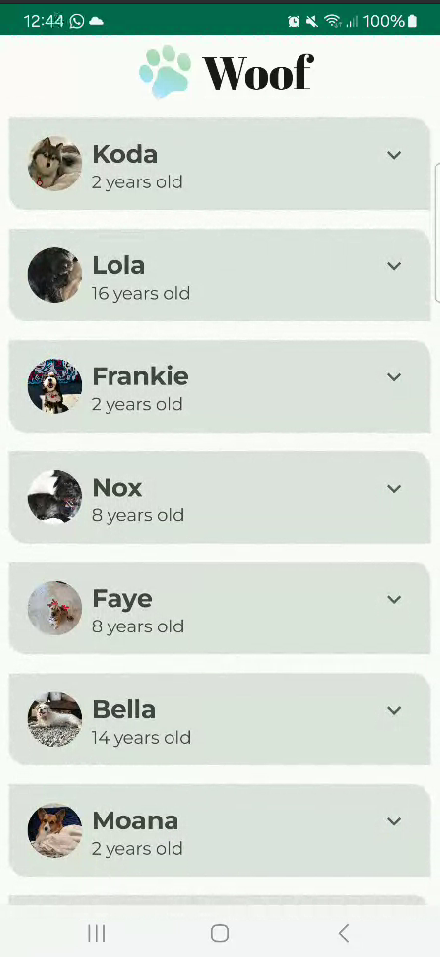 12:44 100%
Woof
Koda
2 years old
Lola
16 years old
Frankie
2 years old
Nox
8 years old
Faye
8 years old
Bella
14 years old
Moana
2 years old